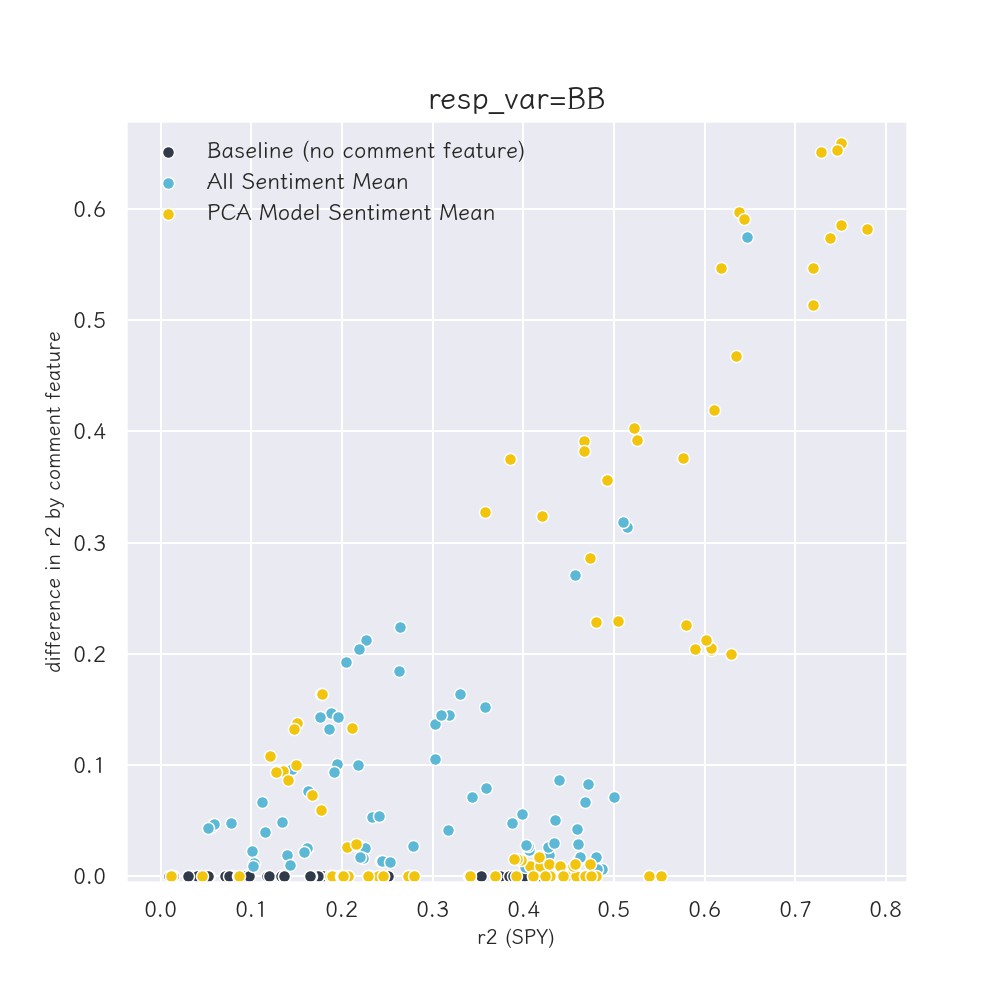 resp_var=BB
Baseline (no comment feature)
All Sentiment Mean
PCA Model Sentiment Mean
difference in r2 by comment feature
0.6
0.5
0.4
0.3
0.2
0.1
0.0
0.0 0.1 0.2 0.3 0.4 0.5 0.6 0.7 0.8
r2 (SPY)